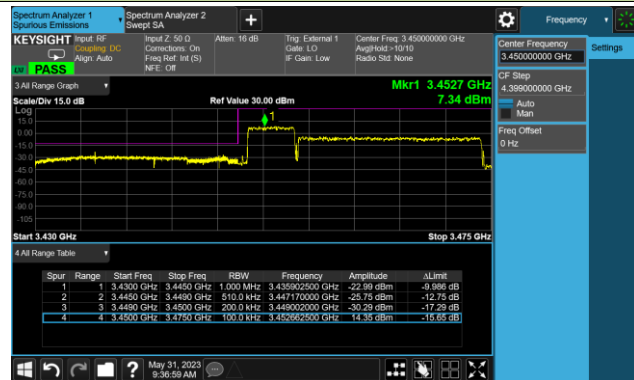 Spectrum Analyzer 1
Spurious Emissions
Spectrum Analyzer 2
Swept SA
Frequency
KEYSIGHT
Input: RF
Coupling: DC
Align: Auto
Input Z: 50 Ω
Corrections: On
Freq Ref: Int (S)
NFE: Off
Atten: 16 dB
Trig: External 1
Gate: LO
IF Gain: Low
Center Freq: 3.450000000 GHz
Avg|Hold:>10/10
Radio Std: None
PASS
Center Frequency
3.450000000 GHz
Settings
CF Step
4.399000000 GHz
Auto
Man
Freq Offset
0 Hz
3 All Range Graph
Mkr1 3.4527 GHz
Scale/Div 15.0 dB
Ref Value 30.00 dBm
7.34 dBm
Log
1
15.0
0.00
-15.0
-30.0
-45.0
-60.0
-75.0
-90.0
-105
Start 3.430 GHz
Stop 3.475 GHz
4 All Range Table
Spur Range Start Freq Stop Freq RBW Frequency Amplitude ΔLimit
1 1 3.4300 GHz 3.4450 GHz 1.000 MHz 3.435902500 GHz -22.99 dBm -9.986 dB
2 2 3.4450 GHz 3.4490 GHz 510.0 kHz 3.447170000 GHz -25.75 dBm -12.75 dB
3 3 3.4490 GHz 3.4500 GHz 200.0 kHz 3.449002000 GHz -30.29 dBm -17.29 dB
4 4 3.4500 GHz 3.4750 GHz 100.0 kHz 3.452662500 GHz 14.35 dBm -15.65 dB
May 31, 2023
9:36:59 AM